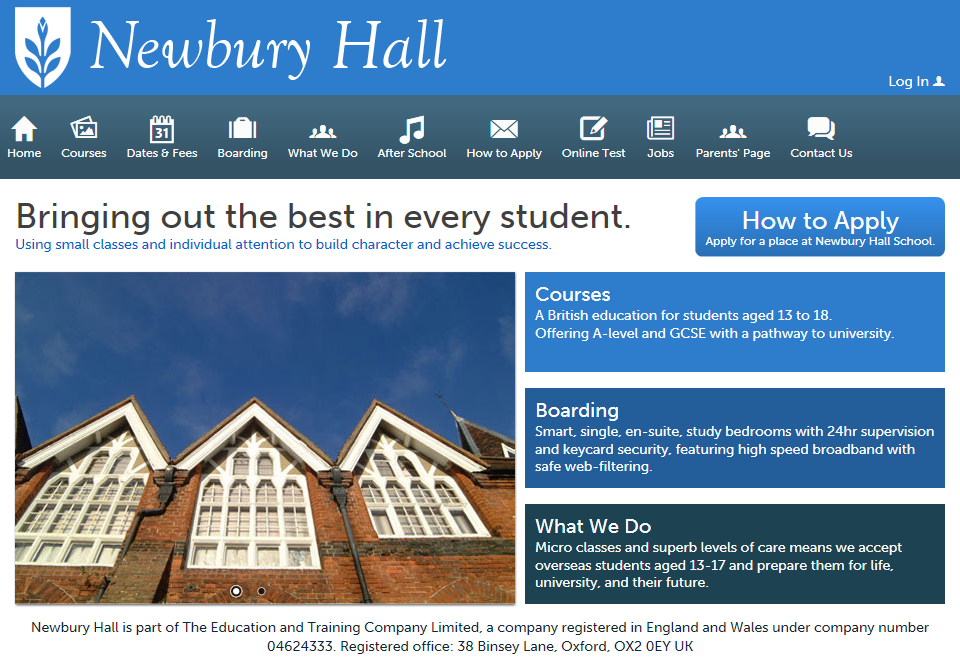 Newbury Hall
Log In
31
Home
Courses
Dates & Fees
Boarding
What We Do
After School
How to Apply
Online Test
Jobs
Parents' Page
Contact Us
Bringing out the best in every student.
Using small classes and individual attention to build character and achieve success.
How to Apply
Apply for a place at Newbury Hall School.
Courses
A British education for students aged 13 to 18.
Offering A-level and GCSE with a pathway to university.
Boarding
Smart, single, en-suite, study bedrooms with 24hr supervision
and keycard security, featuring high speed broadband with
safe web-filtering.
What We Do
Micro classes and superb levels of care means we accept
overseas students aged 13-17 and prepare them for life,
university, and their future.
Newbury Hall is part of The Education and Training Company Limited, a company registered in England and Wales under company number
04624333. Registered office: 38 Binsey Lane, Oxford, OX2 0EY UK